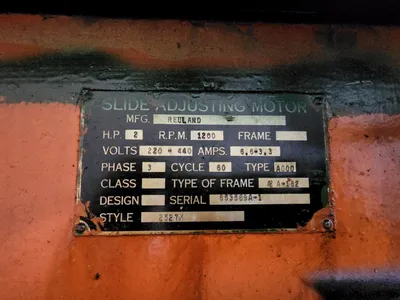 SLIDE ADJUSTING MOTOR
MFG. REULAND
H.P. 2 R.P.M. 1200 FRAME
VOLTS 220 * 440 AMPS. 6.6*3.3
PHASE 3 CYCLE 60 TYPE
CLASS TYPE OF FRAME
DESIGN SERIAL
STYLE